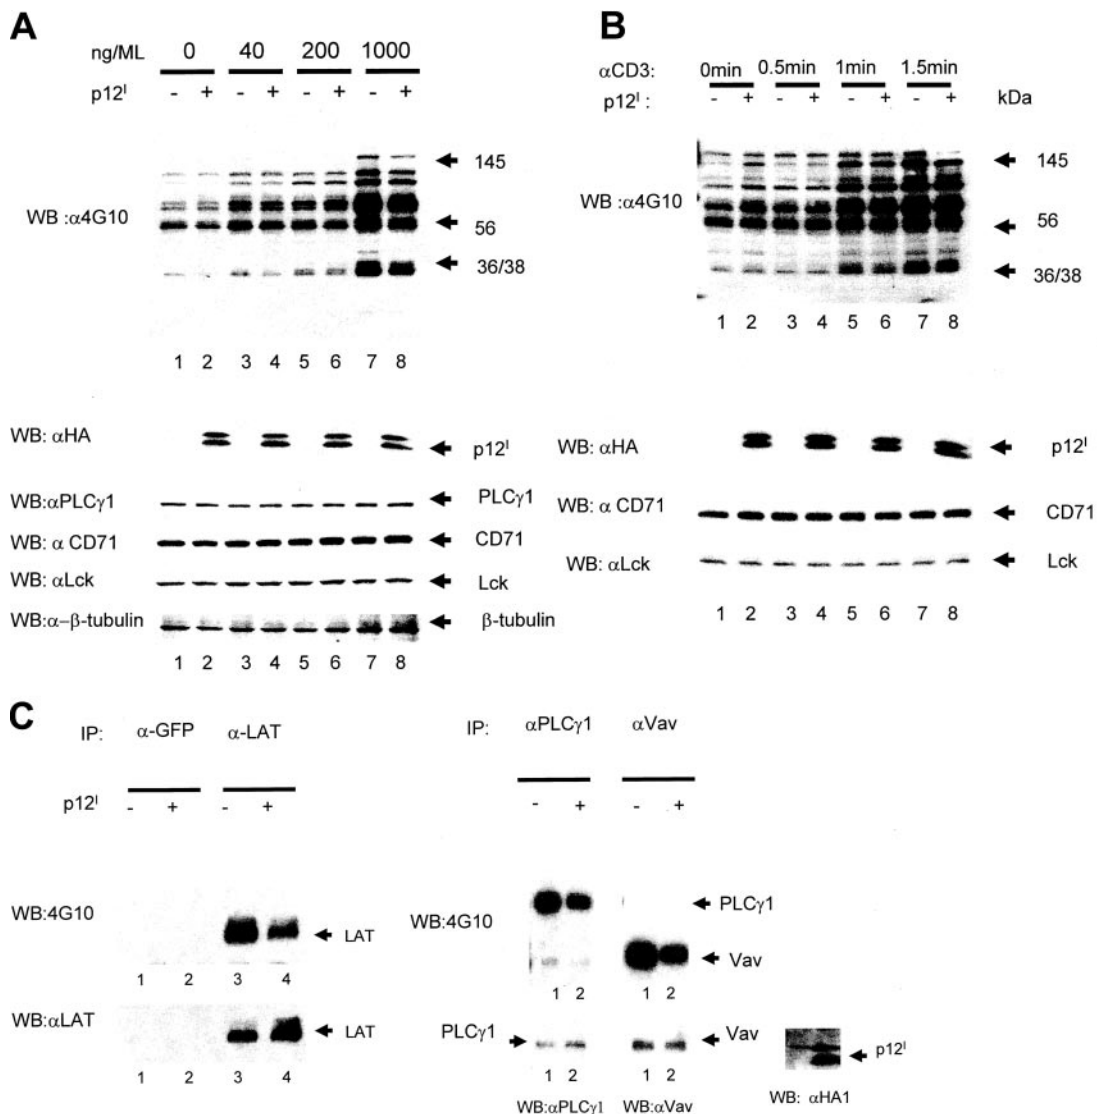 A
ng/ML 0 40 200 1000
p12ᴵ - + - + - + - +
WB :α4G10
145
56
36/38
1 2 3 4 5 6 7 8
WB: αHA p12ᴵ
WB:αPLCγ1 PLCγ1
WB: α CD71 CD71
WB: αLck Lck
WB:α–β-tubulin β-tubulin
1 2 3 4 5 6 7 8
B
αCD3: 0min 0.5min 1min 1.5min
p12ᴵ : - + - + - + - + kDa
WB :α4G10
145
56
36/38
1 2 3 4 5 6 7 8
WB: αHA p12ᴵ
WB: α CD71 CD71
WB: αLck Lck
1 2 3 4 5 6 7 8
C
IP: α-GFP α-LAT
p12ᴵ - + - +
WB:4G10 LAT
1 2 3 4
WB:αLAT LAT
1 2 3 4
IP: αPLCγ1 αVav
- + - +
WB:4G10 PLCγ1
Vav
1 2 1 2
PLCγ1 Vav
1 2 1 2
WB:αPLCγ1 WB:αVav
p12ᴵ
WB: αHA1